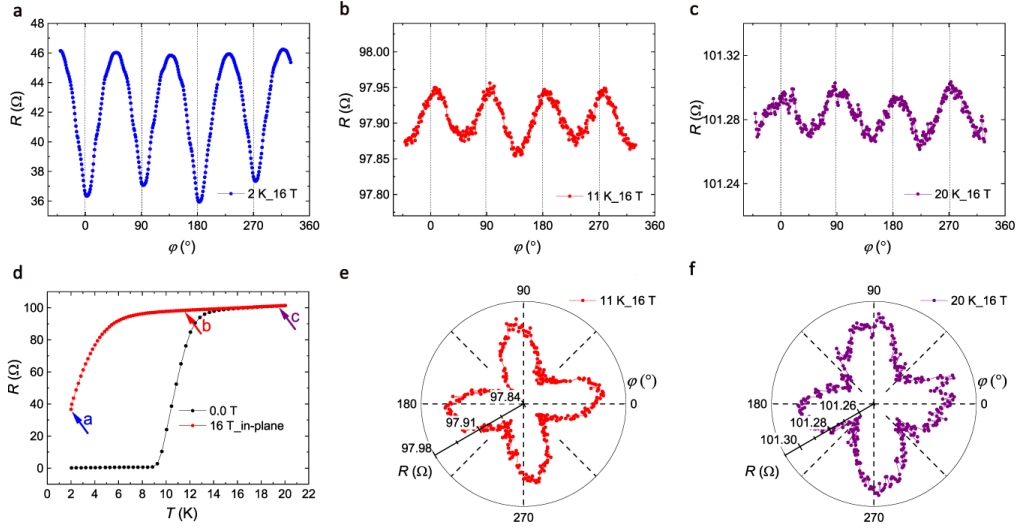 a
48
46
44
42
40
38
36
R (Ω)
2 K_16 T
0 90 180 270 360
φ (°)
b
98.00
97.95
97.90
97.85
97.80
R (Ω)
11 K_16 T
0 90 180 270 360
φ (°)
c
101.32
101.28
101.24
R (Ω)
20 K_16 T
0 90 180 270 360
φ (°)
d
120
100
80
60
40
20
0
R (Ω)
a
b
c
0.0 T
16 T_in-plane
0 2 4 6 8 10 12 14 16 18 20 22
T (K)
e
90
11 K_16 T
φ (°)
180
0
97.84
97.91
97.98
R (Ω)
270
f
90
20 K_16 T
φ (°)
180
0
101.26
101.28
101.30
R (Ω)
270